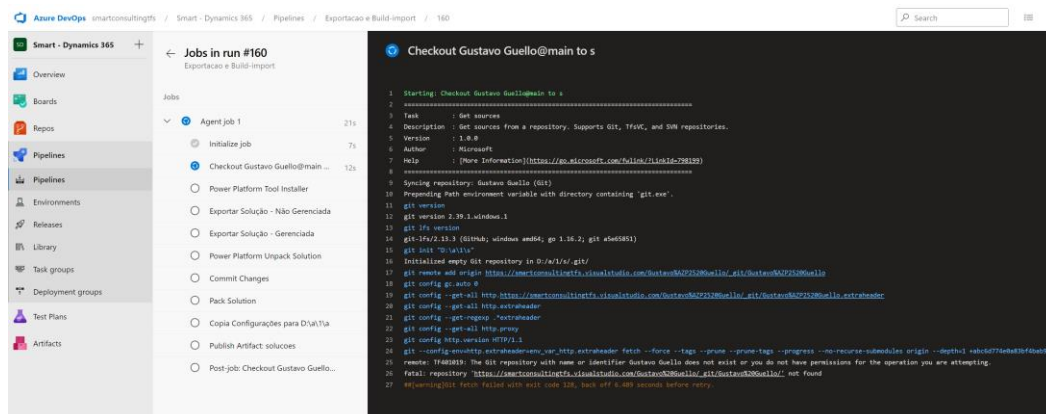 Azure DevOps smartconsultingtfs / Smart - Dynamics 365 / Pipelines / Exportacao e Build-import / 160
Search
SD Smart - Dynamics 365 +
Overview
Boards
Repos
Pipelines
Pipelines
Environments
Releases
Library
Task groups
Deployment groups
Test Plans
Artifacts
← Jobs in run #160
Exportacao e Build-import
Jobs
Agent job 1 21s
Initialize job 7s
Checkout Gustavo Guello@main ... 12s
Power Platform Tool Installer
Exportar Solução - Não Gerenciada
Exportar Solução - Gerenciada
Power Platform Unpack Solution
Commit Changes
Pack Solution
Copia Configurações para D:\a\1\a
Publish Artifact: solucoes
Post-job: Checkout Gustavo Guello...
Checkout Gustavo Guello@main to s
1 Starting: Checkout Gustavo Guello@main to s
2 ==============================================================================
3 Task : Get sources
4 Description : Get sources from a repository. Supports Git, TfsVC, and SVN repositories.
5 Version : 1.0.0
6 Author : Microsoft
7 Help : [More Information](https://go.microsoft.com/fwlink/?LinkId=798199)
8 ==============================================================================
9 Syncing repository: Gustavo Guello (Git)
10 Prepending Path environment variable with directory containing 'git.exe'.
11 git version
12 git version 2.39.1.windows.1
13 git lfs version
14 git-lfs/2.13.3 (GitHub; windows amd64; go 1.16.2; git a5e65851)
15 git init "D:\a\1\s"
16 Initialized empty Git repository in D:/a/1/s/.git/
17 git remote add origin https://smartconsultingtfs.visualstudio.com/Gustavo%AZP2520Guello/_git/Gustavo%AZP2520Guello
18 git config gc.auto 0
19 git config --get-all http.https://smartconsultingtfs.visualstudio.com/Gustavo%AZP2520Guello/_git/Gustavo%AZP2520Guello.extraheader
20 git config --get-all http.extraheader
21 git config --get-regexp .*extraheader
22 git config --get-all http.proxy
23 git config http.version HTTP/1.1
24 git --config-env=http.extraheader=env_var_http.extraheader fetch --force --tags --prune --prune-tags --progress --no-recurse-submodules origin --depth=1
25 remote: TF401019: The Git repository with name or identifier Gustavo Guello does not exist or you do not have permissions for the operation you are attempting.
26 fatal: repository 'https://smartconsultingtfs.visualstudio.com/Gustavo%20Guello/_git/Gustavo%20Guello/' not found
27 ##[warning]Git fetch failed with exit code 128, back off 6.489 seconds before retry.